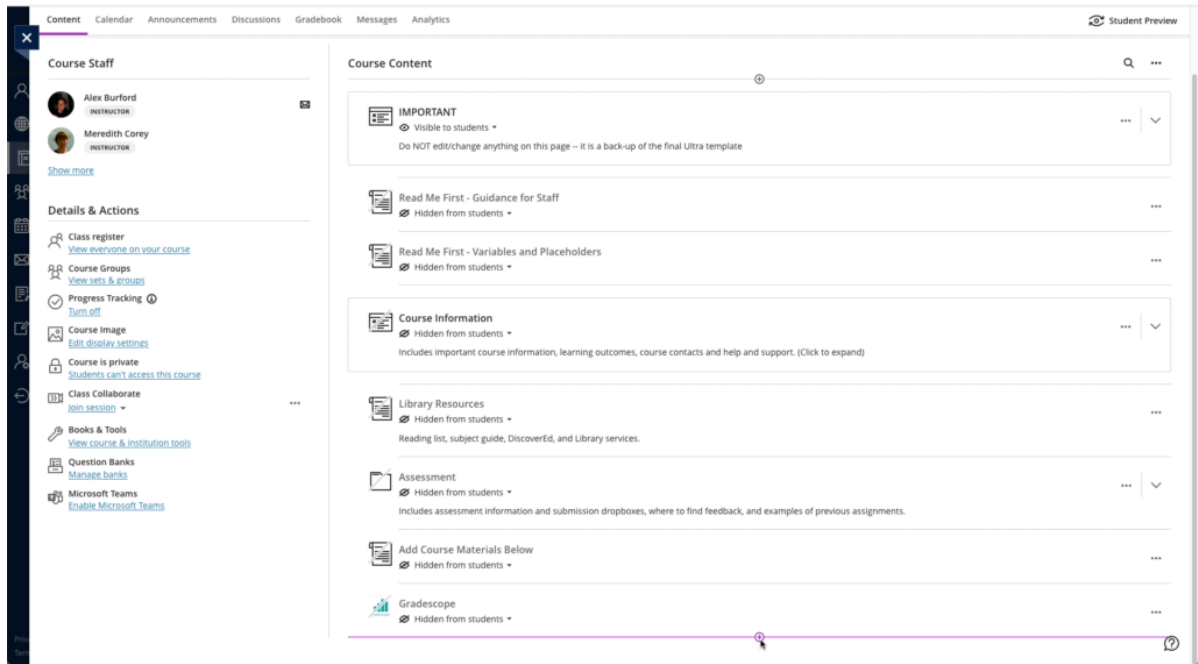 Content Calendar Announcements Discussions Gradebook Messages Analytics
Student Preview
Course Staff
Alex Burford
INSTRUCTOR
Meredith Corey
INSTRUCTOR
Show more
Details & Actions
Class register
View everyone on your course
Course Groups
View sets & groups
Progress Tracking
Turn off
Course Image
Edit display settings
Course is private
Students can't access this course
Class Collaborate
Join session
Books & Tools
View course & institution tools
Question Banks
Manage banks
Microsoft Teams
Enable Microsoft Teams
Course Content
IMPORTANT
Visible to students
Do NOT edit/change anything on this page -- it is a back-up of the final Ultra template
Read Me First - Guidance for Staff
Hidden from students
Read Me First - Variables and Placeholders
Hidden from students
Course Information
Hidden from students
Includes important course information, learning outcomes, course contacts and help and support. (Click to expand)
Library Resources
Hidden from students
Reading list, subject guide, DiscoverEd, and Library services.
Assessment
Hidden from students
Includes assessment information and submission dropboxes, where to find feedback, and examples of previous assignments.
Add Course Materials Below
Hidden from students
Gradescope
Hidden from students